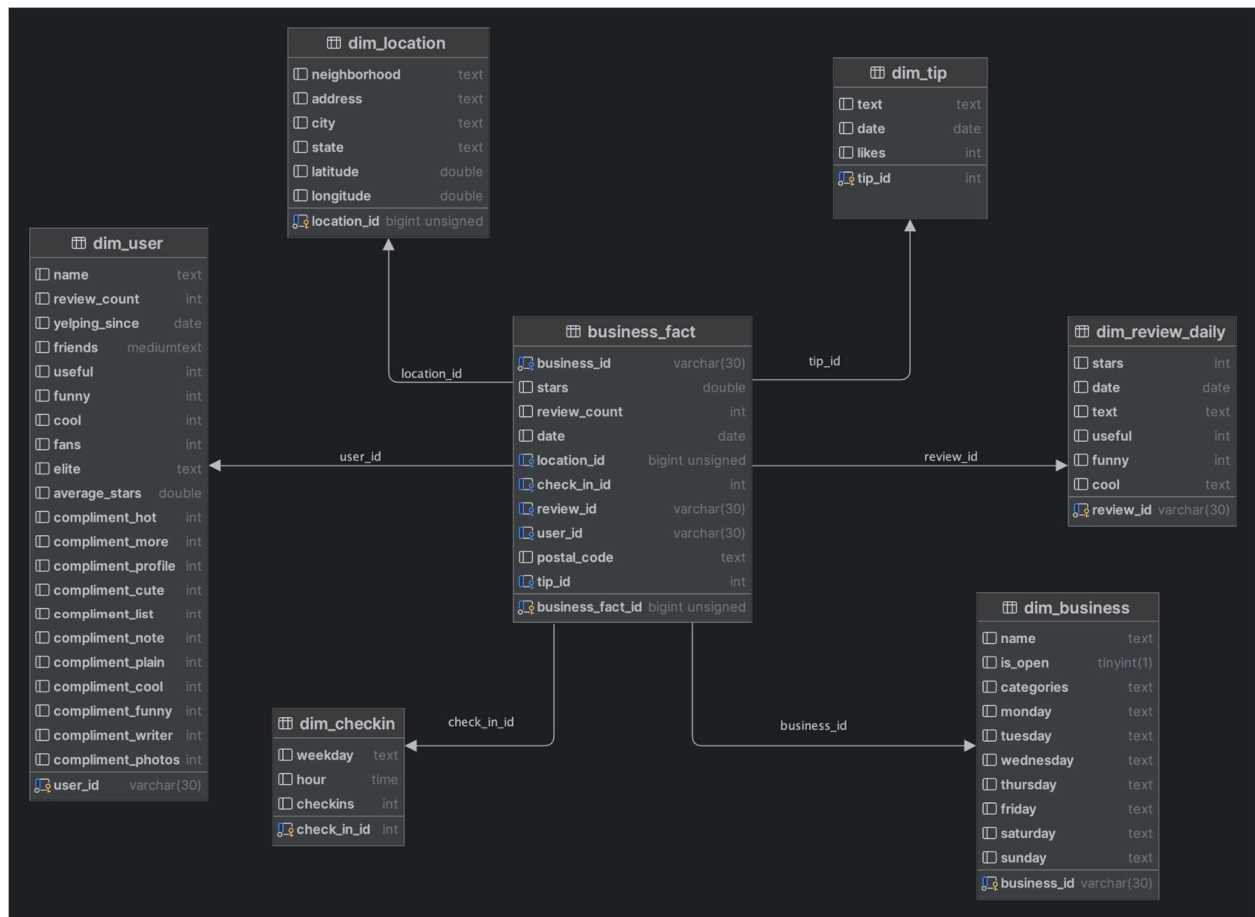 dim_location
neighborhood text
address text
city text
state text
latitude double
longitude double
location_id bigint unsigned
dim_tip
text text
date date
likes int
tip_id int
dim_user
name text
review_count int
yelping_since date
friends mediumtext
useful int
funny int
cool int
fans int
elite text
average_stars double
compliment_hot int
compliment_more int
compliment_profile int
compliment_cute int
compliment_list int
compliment_note int
compliment_plain int
compliment_cool int
compliment_funny int
compliment_writer int
compliment_photos int
user_id varchar(30)
location_id
user_id
business_fact
business_id varchar(30)
stars double
review_count int
date date
location_id bigint unsigned
check_in_id int
review_id varchar(30)
user_id varchar(30)
postal_code text
tip_id int
business_fact_id bigint unsigned
tip_id
review_id
dim_review_daily
stars int
date date
text text
useful int
funny int
cool text
review_id varchar(30)
dim_checkin
weekday text
hour time
checkins int
check_in_id int
check_in_id
business_id
dim_business
name text
is_open tinyint(1)
categories text
monday text
tuesday text
wednesday text
thursday text
friday text
saturday text
sunday text
business_id varchar(30)